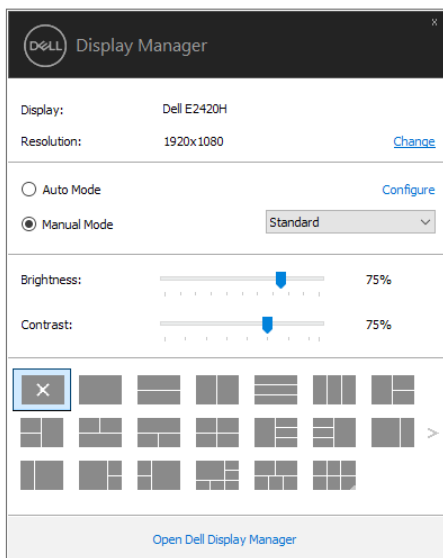 x
DELL Display Manager
Display: Dell E2420H
Resolution: 1920x1080 Change
Auto Mode Configure
Manual Mode Standard
Brightness: 75%
Contrast: 75%
Open Dell Display Manager